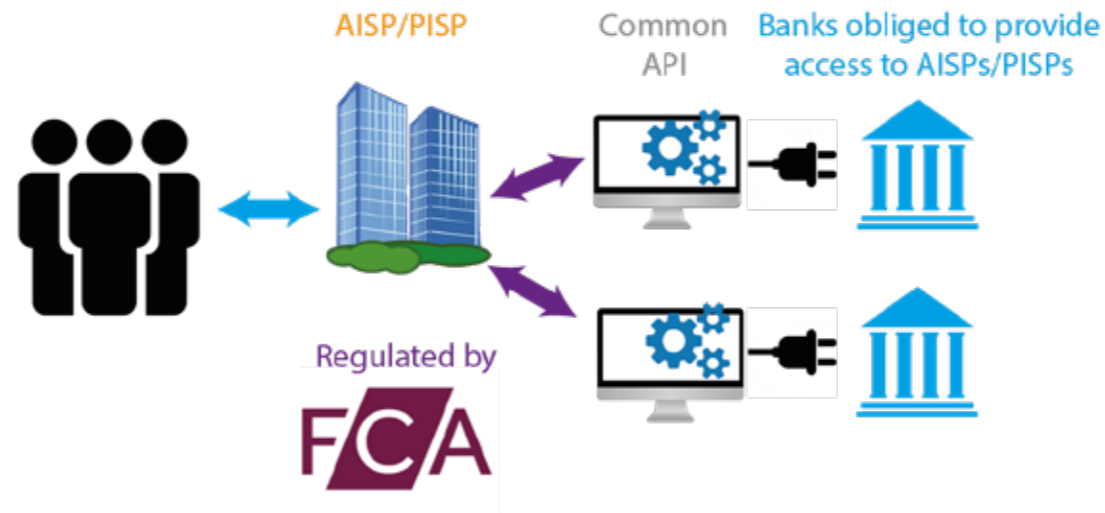 AISP/PISP
Common
API
Banks obliged to provide
access to AISPs/PISPs
Regulated by
FCA